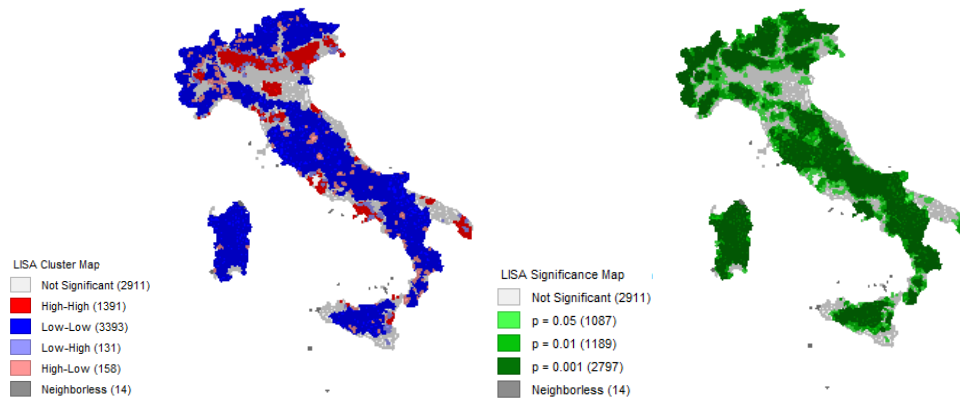 LISA Cluster Map
Not Significant (2911)
High-High (1391)
Low-Low (3393)
Low-High (131)
High-Low (158)
Neighborless (14)
LISA Significance Map
Not Significant (2911)
p = 0.05 (1087)
p = 0.01 (1189)
p = 0.001 (2797)
Neighborless (14)